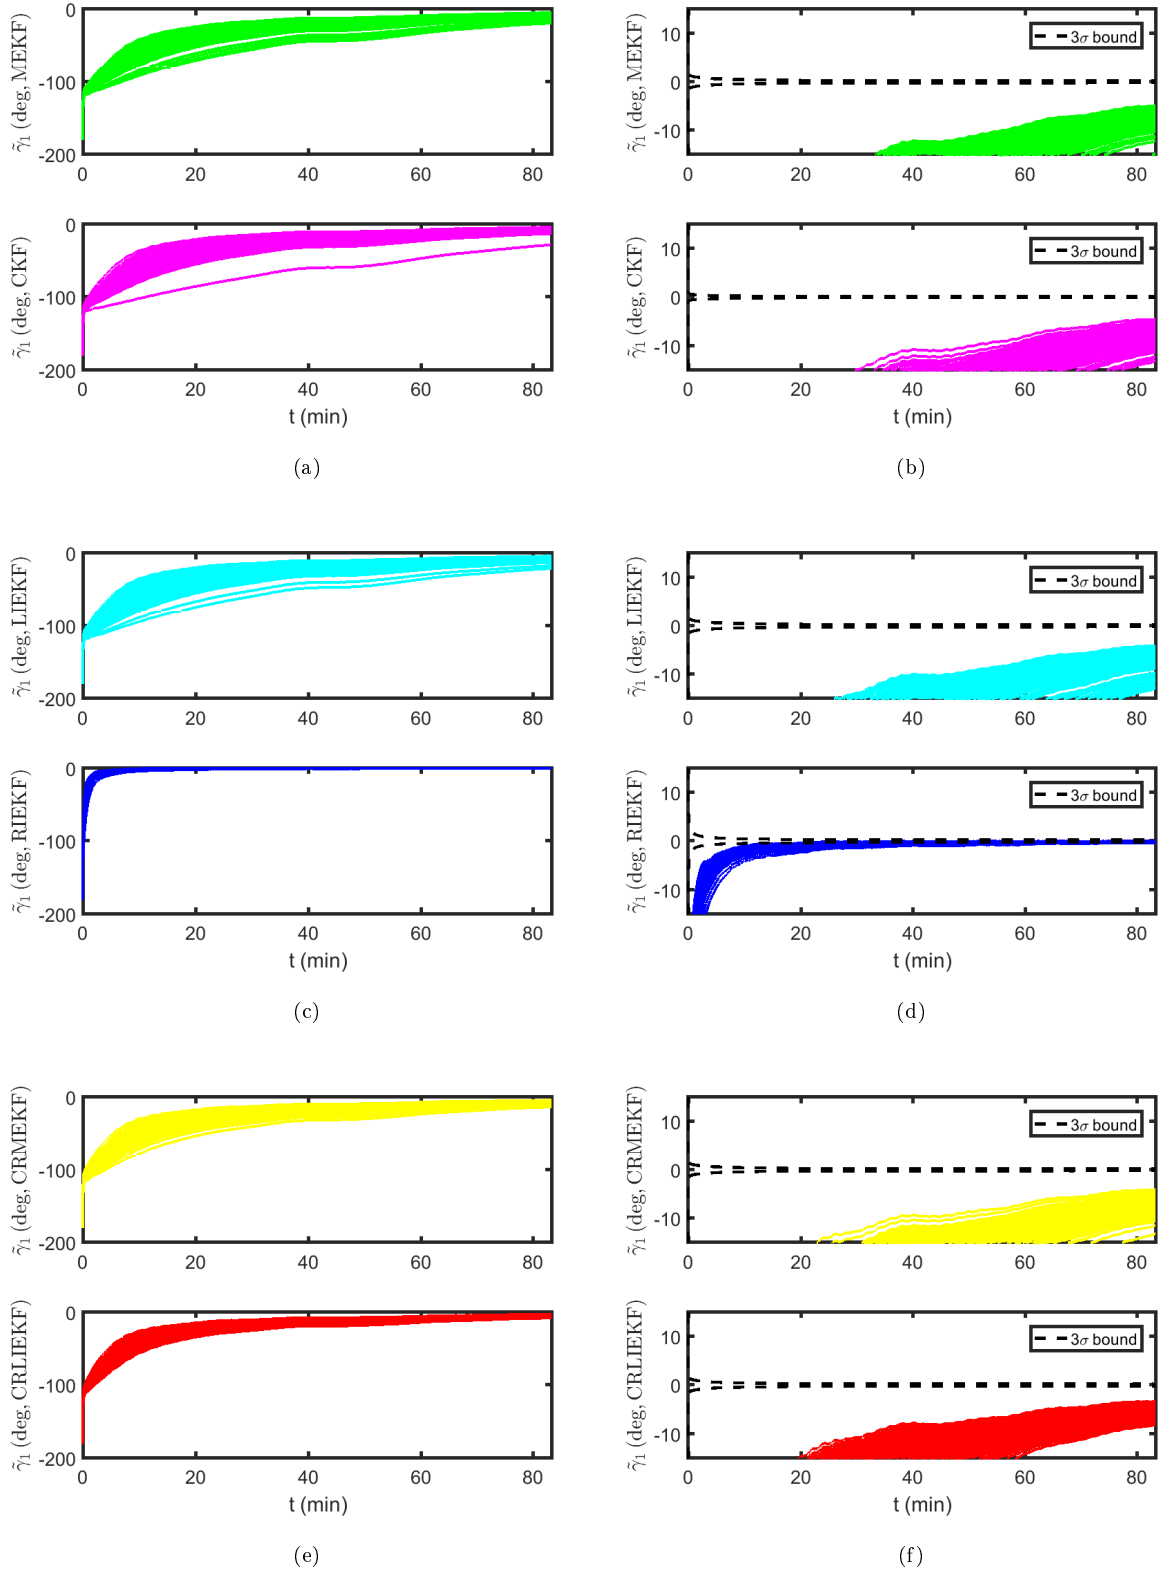 γ̃₁ (deg, MEKF)
0
-100
-200
0 20 40 60 80
γ̃₁ (deg, MEKF)
10
0
-10
3σ bound
0 20 40 60 80
γ̃₁ (deg, CKF)
0
-100
-200
0 20 40 60 80
t (min)
γ̃₁ (deg, CKF)
10
0
-10
3σ bound
0 20 40 60 80
t (min)
(a)
(b)
γ̃₁ (deg, LIEKF)
0
-100
-200
0 20 40 60 80
γ̃₁ (deg, LIEKF)
10
0
-10
3σ bound
0 20 40 60 80
γ̃₁ (deg, RIEKF)
0
-100
-200
0 20 40 60 80
t (min)
γ̃₁ (deg, RIEKF)
10
0
-10
3σ bound
0 20 40 60 80
t (min)
(c)
(d)
γ̃₁ (deg, CRMEKF)
0
-100
-200
0 20 40 60 80
γ̃₁ (deg, CRMEKF)
10
0
-10
3σ bound
0 20 40 60 80
γ̃₁ (deg, CRLIEKF)
0
-100
-200
0 20 40 60 80
t (min)
γ̃₁ (deg, CRLIEKF)
10
0
-10
3σ bound
0 20 40 60 80
t (min)
(e)
(f)